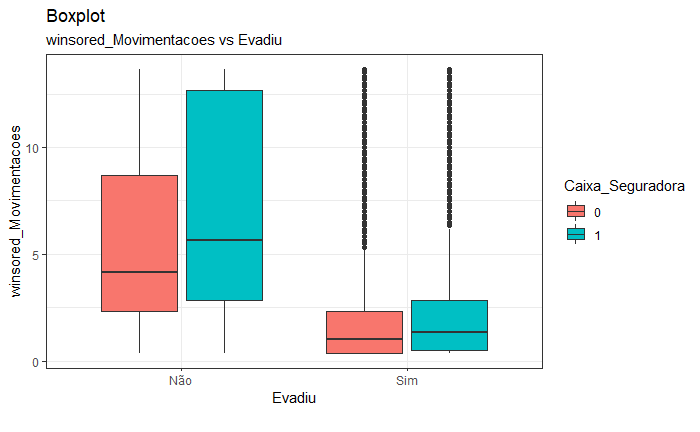 Boxplot
winsored_Movimentacoes vs Evadiu
winsored_Movimentacoes
10
5
0
Não
Sim
Evadiu
Caixa_Seguradora
0
1